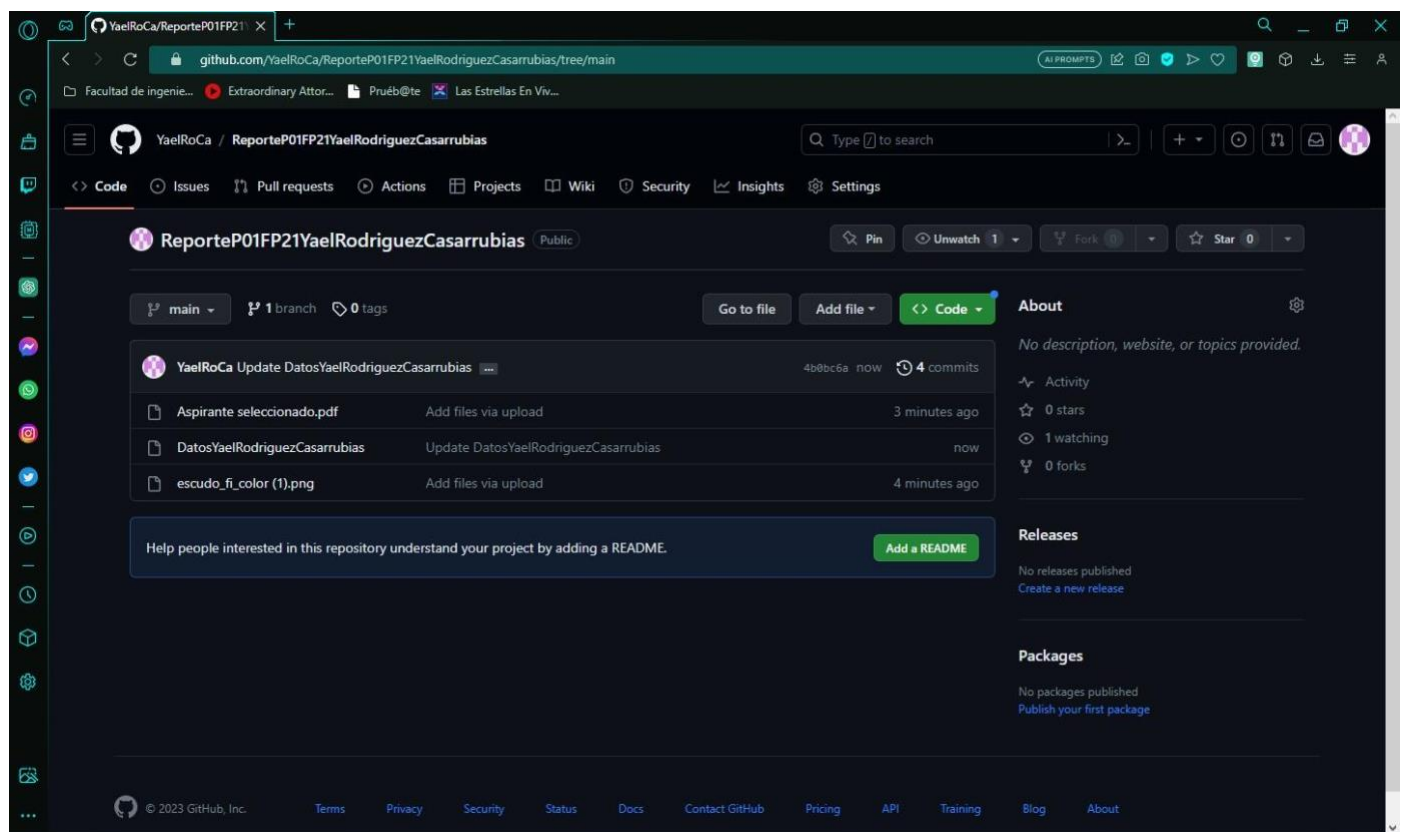 YaelRoCa/ReporteP01FP21
github.com/YaelRoCa/ReporteP01FP21YaelRodriguezCasarrubias/tree/main
AI PROMPTS
Facultad de ingenie... Extraordinary Attor... Pruéb@te Las Estrellas En Viv...
YaelRoCa / ReporteP01FP21YaelRodriguezCasarrubias Type / to search
Code Issues Pull requests Actions Projects Wiki Security Insights Settings
ReporteP01FP21YaelRodriguezCasarrubias Public Pin Unwatch 1 Fork 0 Star 0
main 1 branch 0 tags Go to file Add file Code About
No description, website, or topics provided.
YaelRoCa Update DatosYaelRodriguezCasarrubias ... 4b0bc6a now 4 commits
Activity
Aspirante seleccionado.pdf Add files via upload 3 minutes ago
0 stars
DatosYaelRodriguezCasarrubias Update DatosYaelRodriguezCasarrubias now
1 watching
0 forks
escudo_fi_color (1).png Add files via upload 4 minutes ago
Help people interested in this repository understand your project by adding a README. Add a README
Releases
No releases published
Create a new release
Packages
No packages published
Publish your first package
© 2023 GitHub, Inc. Terms Privacy Security Status Docs Contact GitHub Pricing API Training Blog About